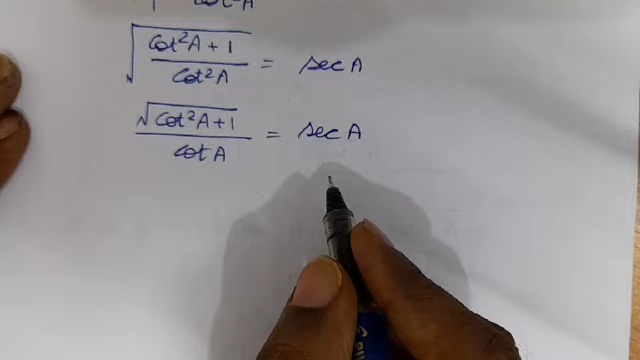 √(cot²A + 1 / cot²A) = sec A
√(cot²A + 1) / cot A = sec A